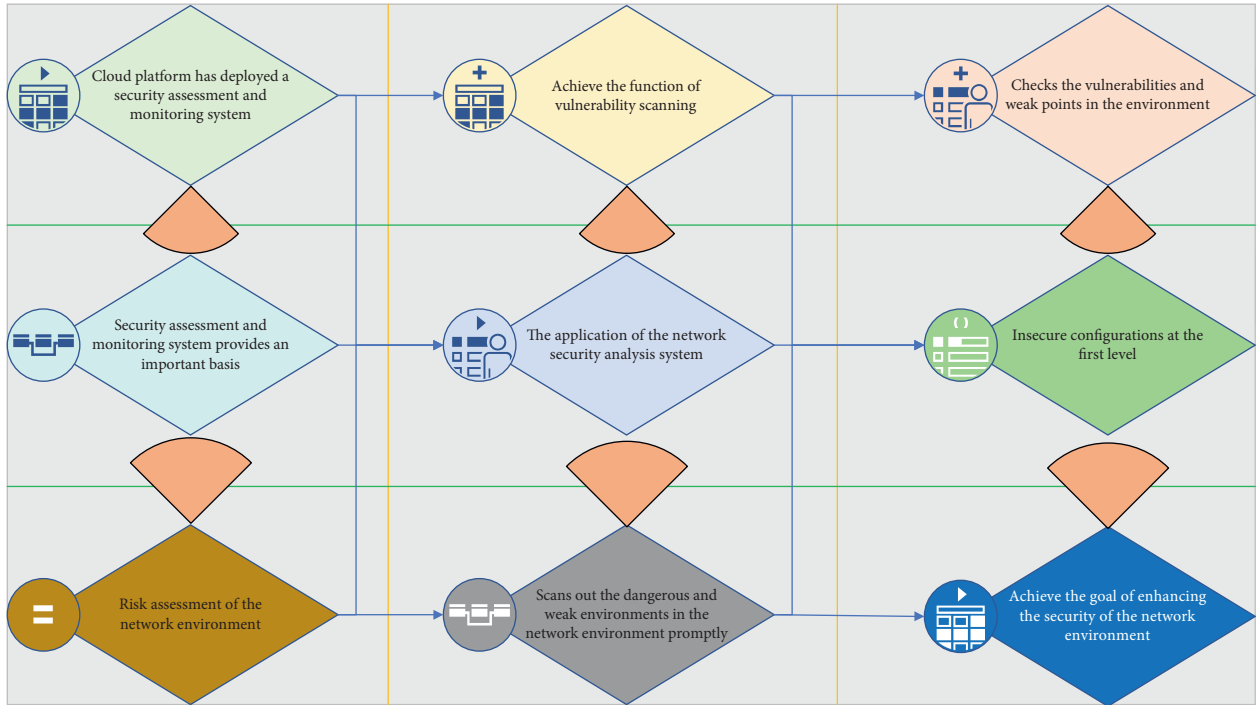 Cloud platform has deployed a
security assessment and
monitoring system
Achieve the function of
vulnerability scanning
Checks the vulnerabilities and
weak points in the environment
Security assessment and
monitoring system provides an
important basis
The application of the network
security analysis system
Insecure configurations at the
first level
Risk assessment of the
network environment
Scans out the dangerous and
weak environments in the
network environment promptly
Achieve the goal of enhancing
the security of the network
environment